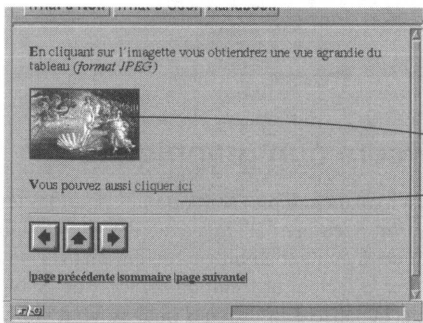 What's New What's Cool Handbook
En cliquant sur l'imagette vous obtiendrez une vue agrandie du
tableau (format JPEG)
Vous pouvez aussi cliquer ici
|page précédente |sommaire |page suivante|